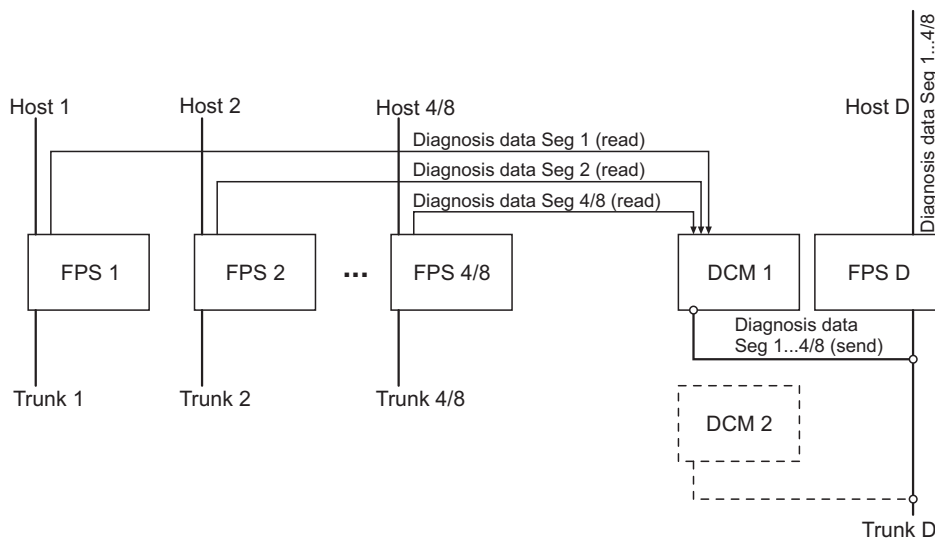 Host 1
Host 2
Host 4/8
Host D
Diagnosis data Seg 1...4/8
Diagnosis data Seg 1 (read)
Diagnosis data Seg 2 (read)
Diagnosis data Seg 4/8 (read)
FPS 1
FPS 2
...
FPS 4/8
DCM 1
FPS D
Diagnosis data
Seg 1...4/8 (send)
Trunk 1
Trunk 2
Trunk 4/8
DCM 2
Trunk D